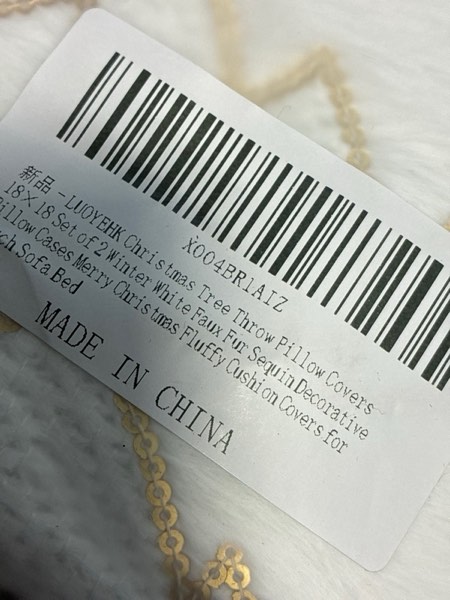 X004BR1AIZ
新品 - LUOYEHK Christmas Tree Throw Pillow Covers
18×18 Set of 2 Winter White Faux Fur Sequin Decorative
Pillow Cases Merry Christmas Fluffy Cushion Covers for
Sofa Bed
MADE IN CHINA